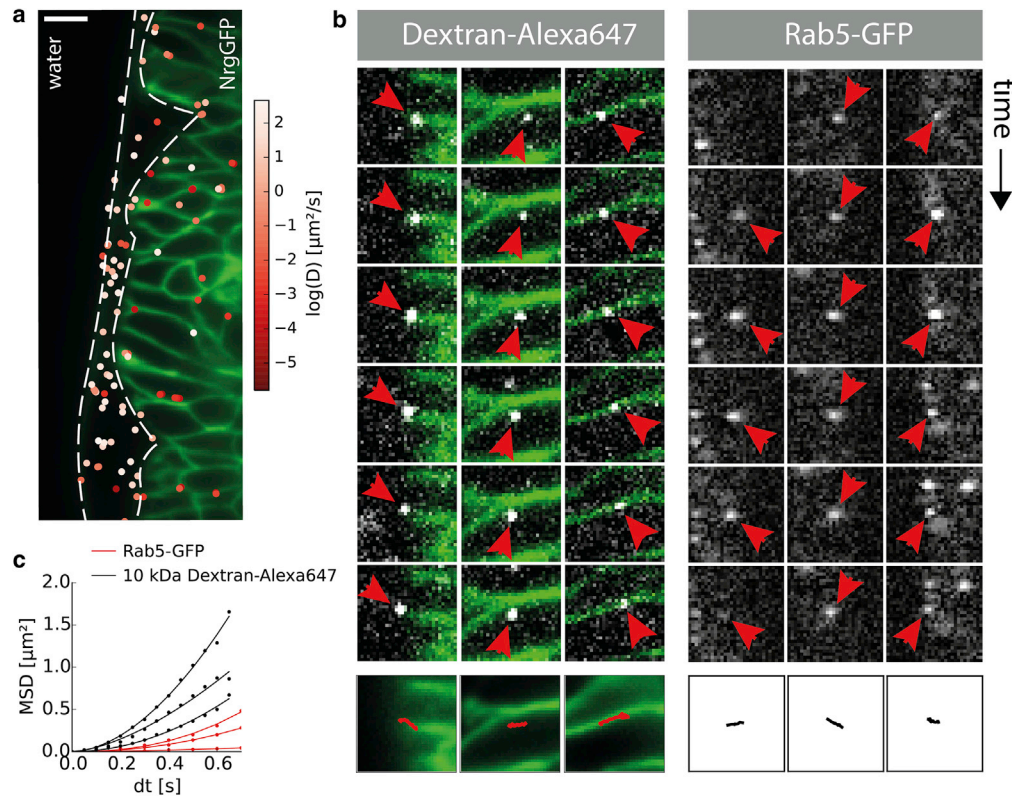 a
water
NrgGFP
2
1
0
−1
−2
−3
−4
−5
log(D) [µm²/s]
b
Dextran-Alexa647
Rab5-GFP
time
c
Rab5-GFP
10 kDa Dextran-Alexa647
2.0
1.5
1.0
0.5
0.0
MSD [µm²]
0.0 0.2 0.4 0.6
dt [s]